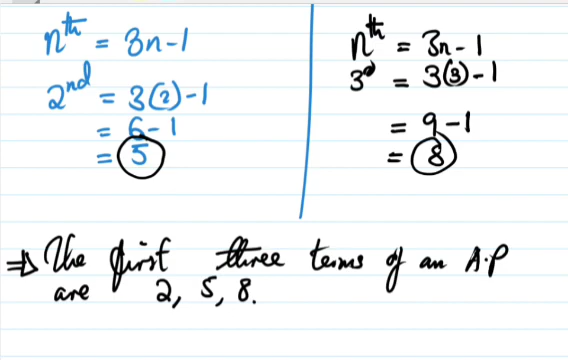 nth = 3n-1
2nd = 3(2)-1
= 6-1
= 5
nth = 3n-1
3rd = 3(3)-1
= 9-1
= 8
⇒ The first three terms of an A.P
are 2, 5, 8.